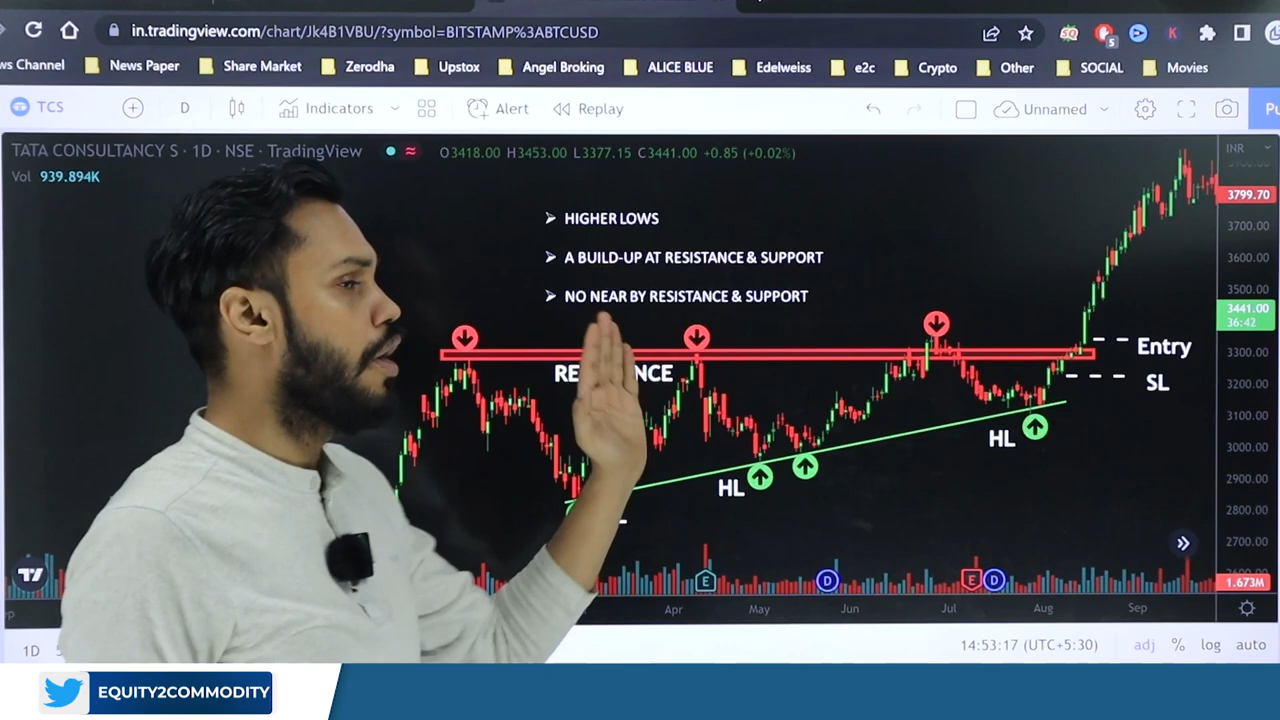 in.tradingview.com/chart/Jk4B1VBU/?symbol=BITSTAMP%3ABTCUSD
ws Channel News Paper Share Market Zerodha Upstox Angel Broking ALICE BLUE Edelweiss e2c Crypto Other SOCIAL Movies
TCS D Indicators Alert Replay Unnamed Pu
TATA CONSULTANCY S · 1D · NSE · TradingView O3418.00 H3453.00 L3377.15 C3441.00 +0.85 (+0.02%) INR
Vol 939.894K
3799.70
➢ HIGHER LOWS
3700.00
➢ A BUILD-UP AT RESISTANCE & SUPPORT
3600.00
➢ NO NEAR BY RESISTANCE & SUPPORT
3500.00
3441.00
36:42
Entry
3300.00
RE NCE
SL
3200.00
3100.00
HL
3000.00
HL
2900.00
2800.00
2700.00
E D E D
1.673M
Apr May Jun Jul Aug Sep
1D 14:53:17 (UTC+5:30) adj % log auto
EQUITY2COMMODITY